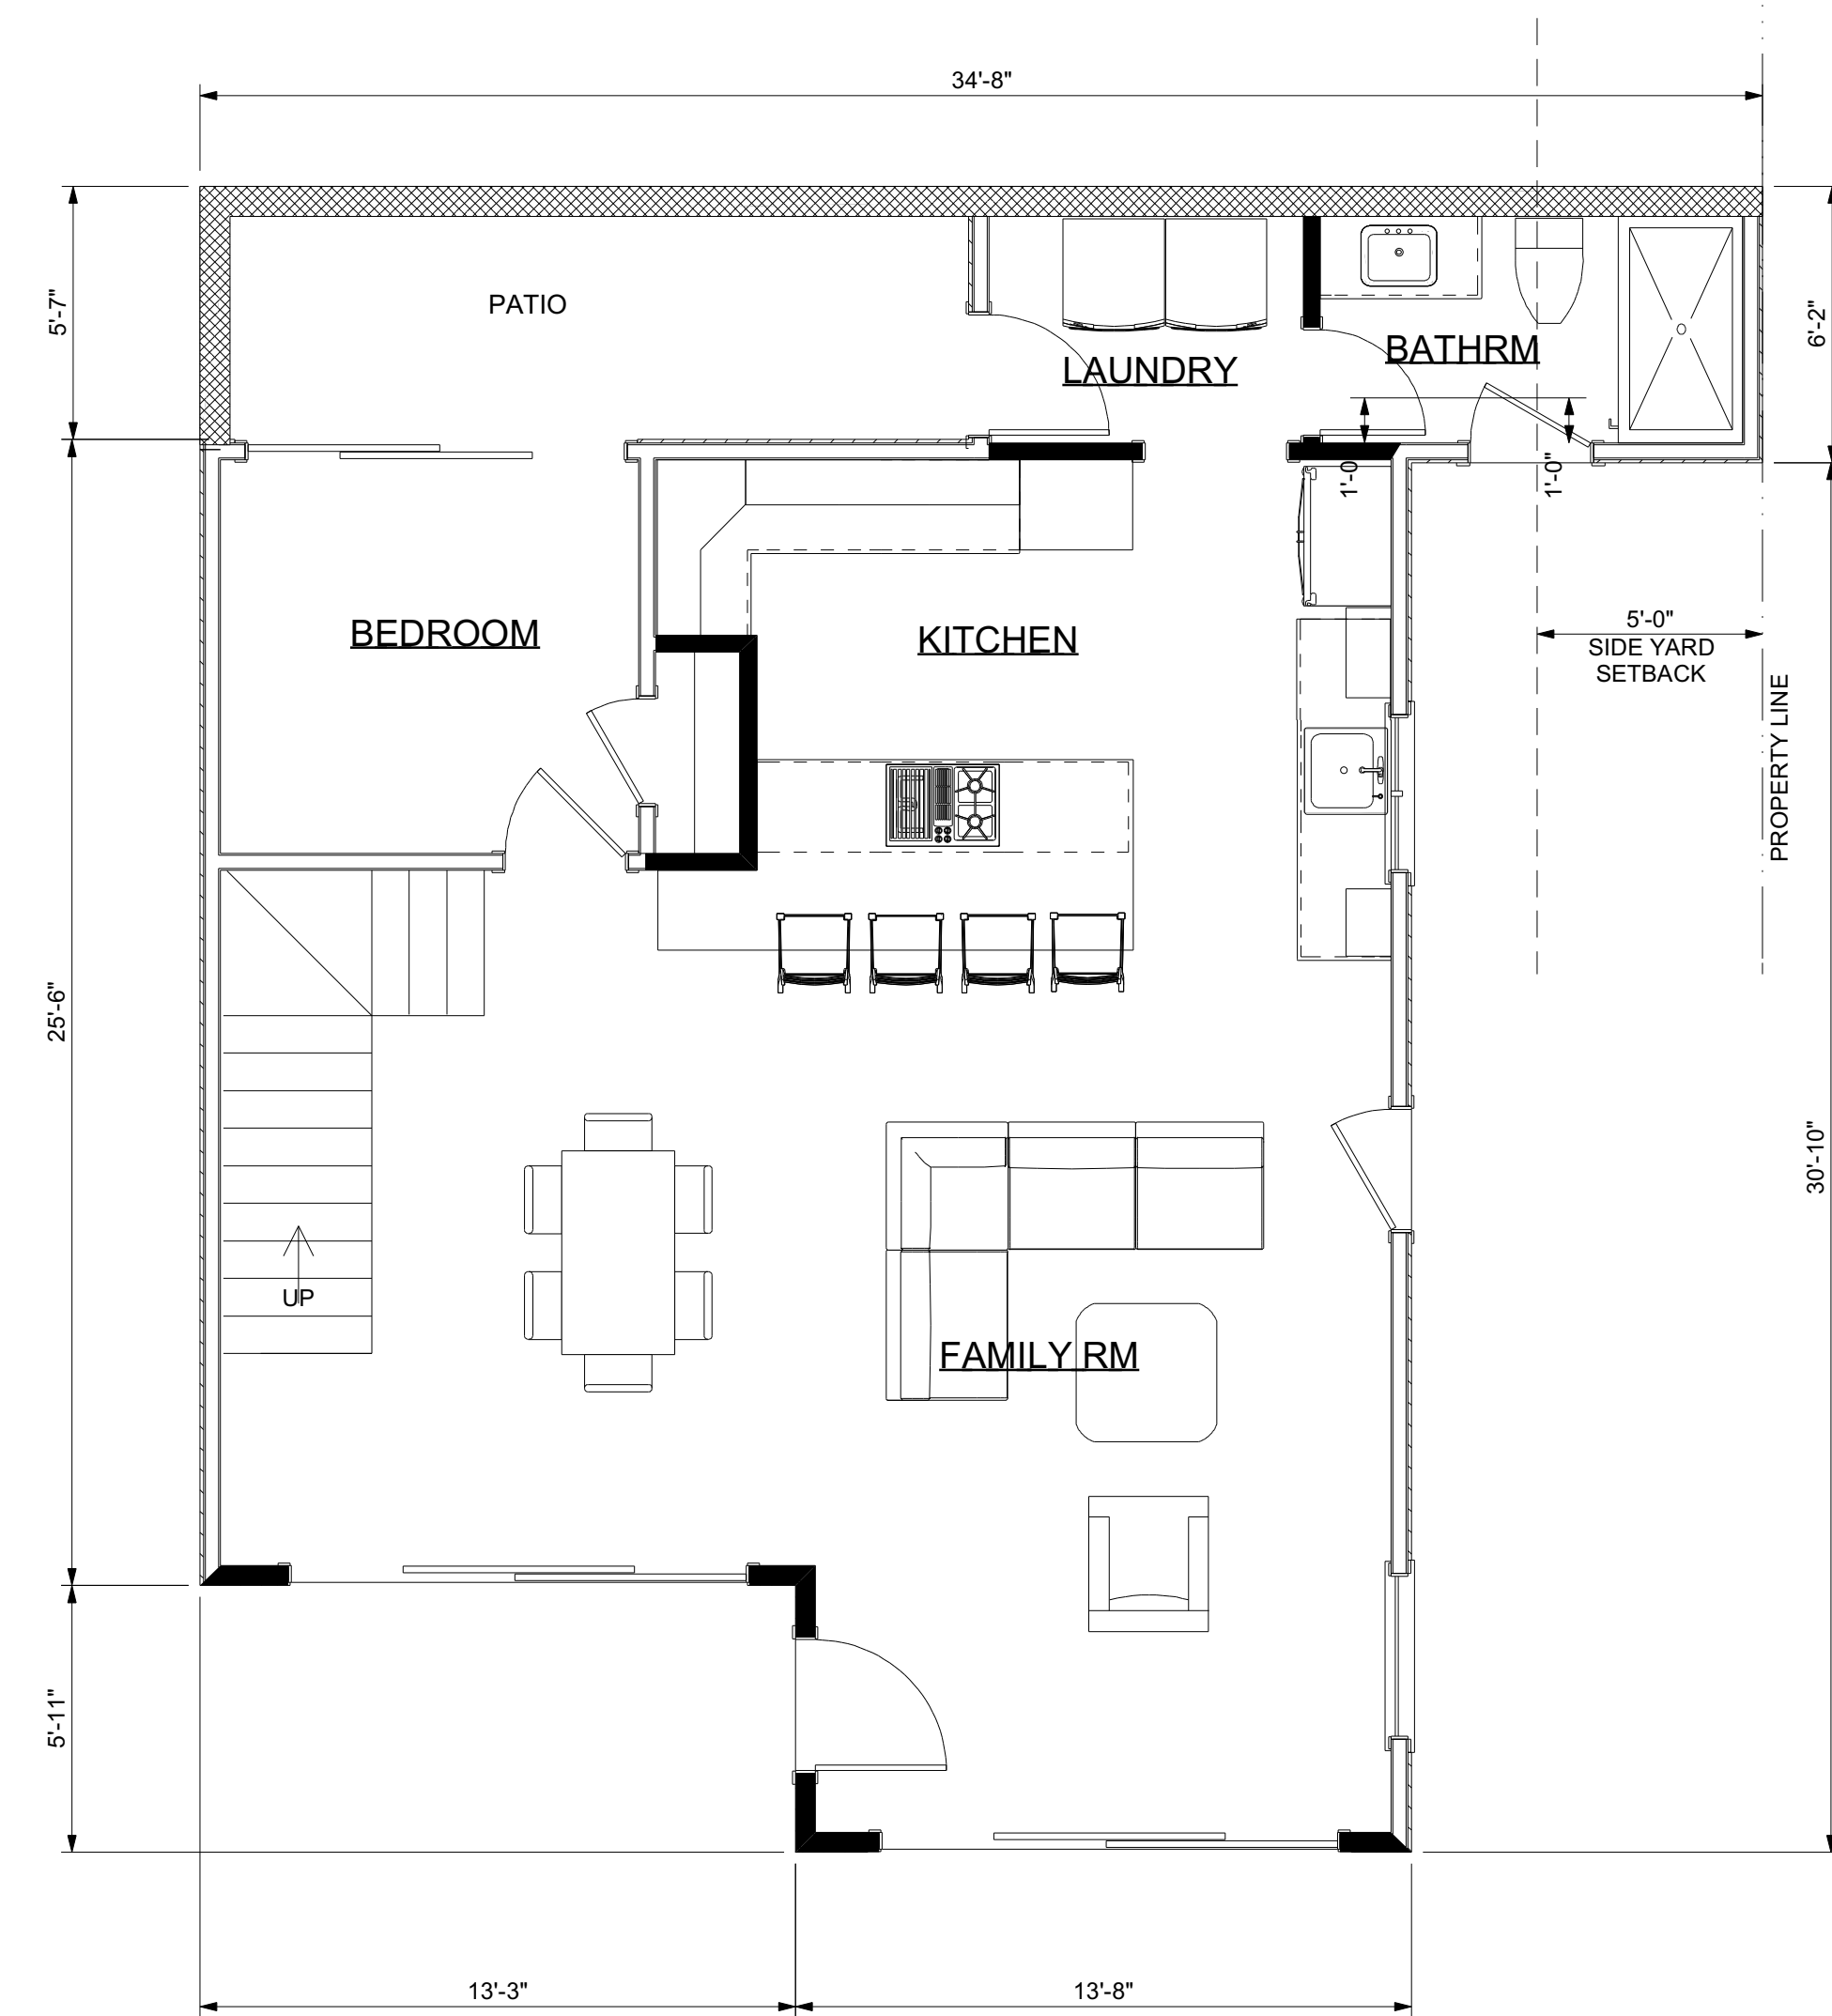 34'-8"
5'-7"
PATIO
6'-2"
LAUNDRY
BATHRM
1'-0
1'-0"
BEDROOM
KITCHEN
5'-0"
SIDE YARD
SETBACK
PROPERTY LINE
25'-6"
30'-10"
UP
FAMILY RM
5'-11"
13'-3"
13'-8"